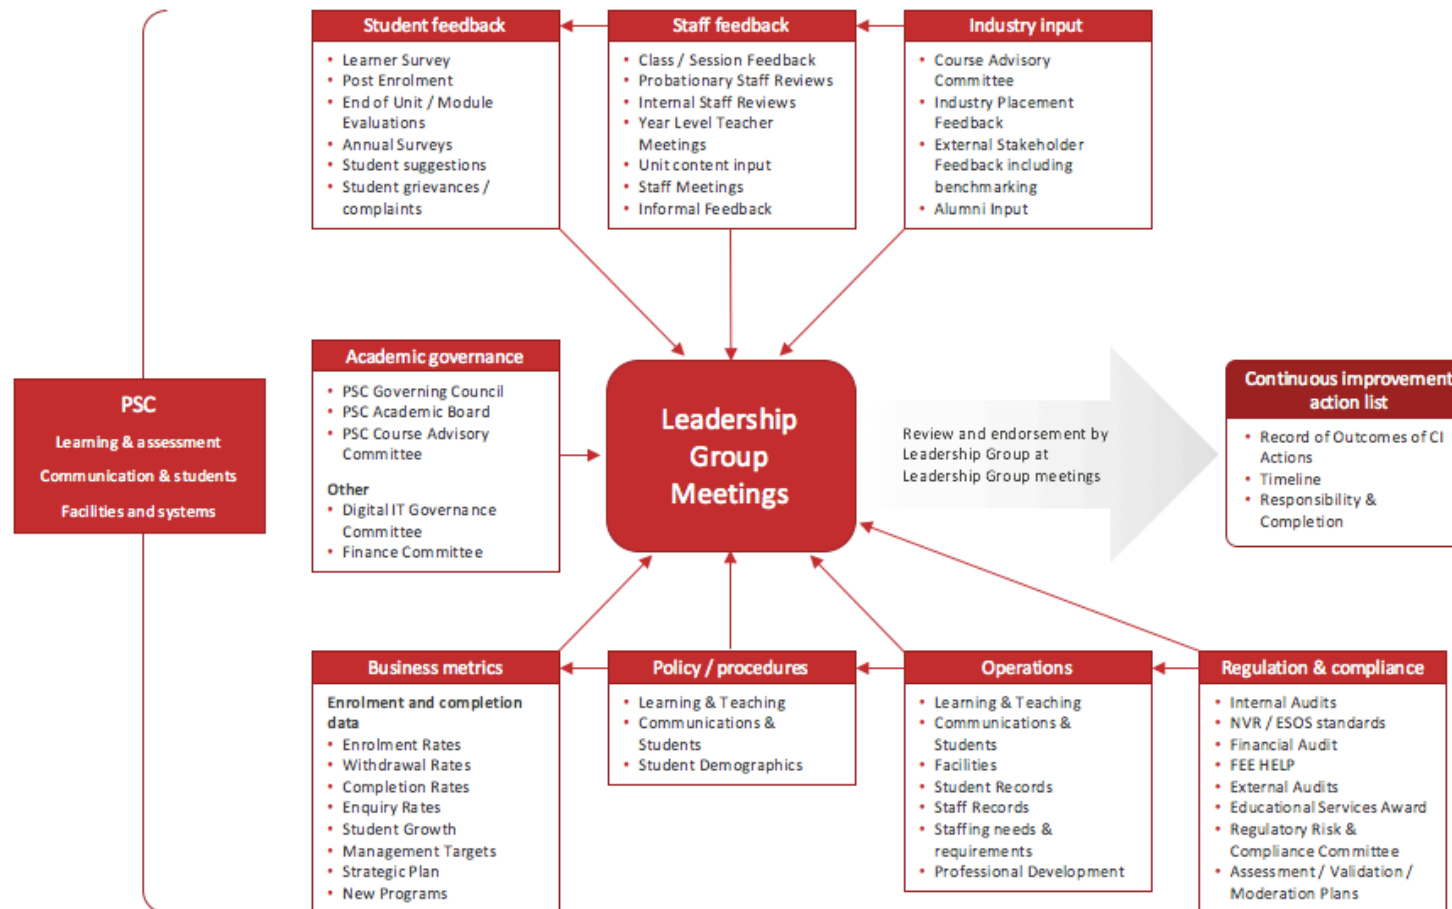 Student feedback
• Learner Survey
• Post Enrolment
• End of Unit / Module
Evaluations
• Annual Surveys
• Student suggestions
• Student grievances /
complaints
Staff feedback
• Class / Session Feedback
• Probationary Staff Reviews
• Internal Staff Reviews
• Year Level Teacher
Meetings
• Unit content input
• Staff Meetings
• Informal Feedback
Industry input
• Course Advisory
Committee
• Industry Placement
Feedback
• External Stakeholder
Feedback including
benchmarking
• Alumni Input
PSC
Learning & assessment
Communication & students
Facilities and systems
Academic governance
• PSC Governing Council
• PSC Academic Board
• PSC Course Advisory
Committee
Other
• Digital IT Governance
Committee
• Finance Committee
Leadership
Group
Meetings
Review and endorsement by
Leadership Group at
Leadership Group meetings
Continuous improvement
action list
• Record of Outcomes of CI
Actions
• Timeline
• Responsibility &
Completion
Business metrics
Enrolment and completion
data
• Enrolment Rates
• Withdrawal Rates
• Completion Rates
• Enquiry Rates
• Student Growth
• Management Targets
• Strategic Plan
• New Programs
Policy / procedures
• Learning & Teaching
• Communications &
Students
• Student Demographics
Operations
• Learning & Teaching
• Communications &
Students
• Facilities
• Student Records
• Staff Records
• Staffing needs &
requirements
• Professional Development
Regulation & compliance
• Internal Audits
• NVR / ESOS standards
• Financial Audit
• FEE HELP
• External Audits
• Educational Services Award
• Regulatory Risk &
Compliance Committee
• Assessment / Validation /
Moderation Plans